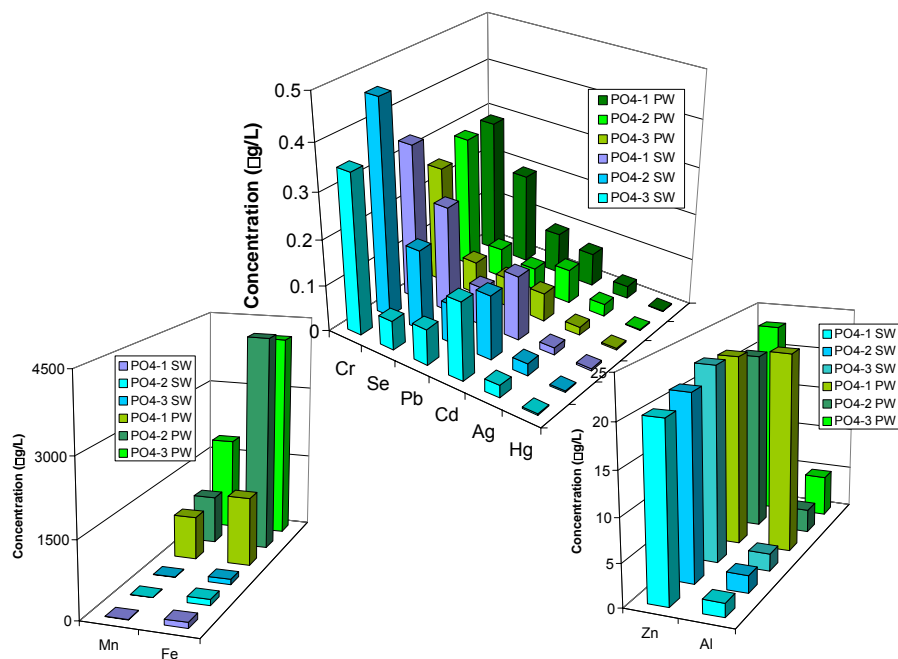 0.5
0.4
0.3
0.2
0.1
0
Concentration (□g/L)
Cr
Se
Pb
Cd
Ag
Hg
PO4-1 PW
PO4-2 PW
PO4-3 PW
PO4-1 SW
PO4-2 SW
PO4-3 SW
4500
3000
1500
0
Concentration (□g/L)
Mn
Fe
PO4-1 SW
PO4-2 SW
PO4-3 SW
PO4-1 PW
PO4-2 PW
PO4-3 PW
25
20
15
10
5
0
Concentration (□g/L)
Zn
Al
PO4-1 SW
PO4-2 SW
PO4-3 SW
PO4-1 PW
PO4-2 PW
PO4-3 PW